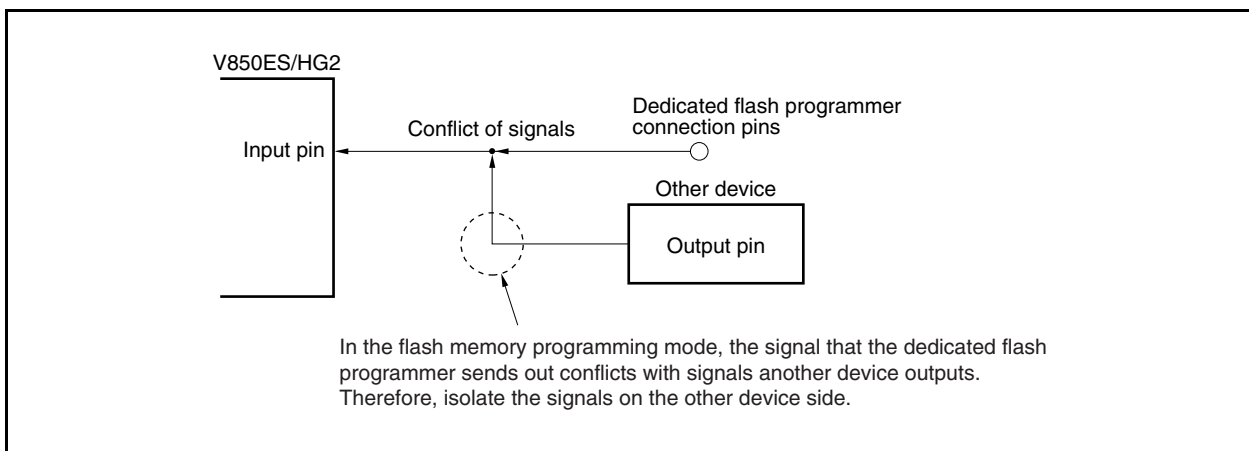 V850ES/HG2
Dedicated flash programmer
connection pins
Conflict of signals
Input pin
Other device
Output pin
In the flash memory programming mode, the signal that the dedicated flash
programmer sends out conflicts with signals another device outputs.
Therefore, isolate the signals on the other device side.